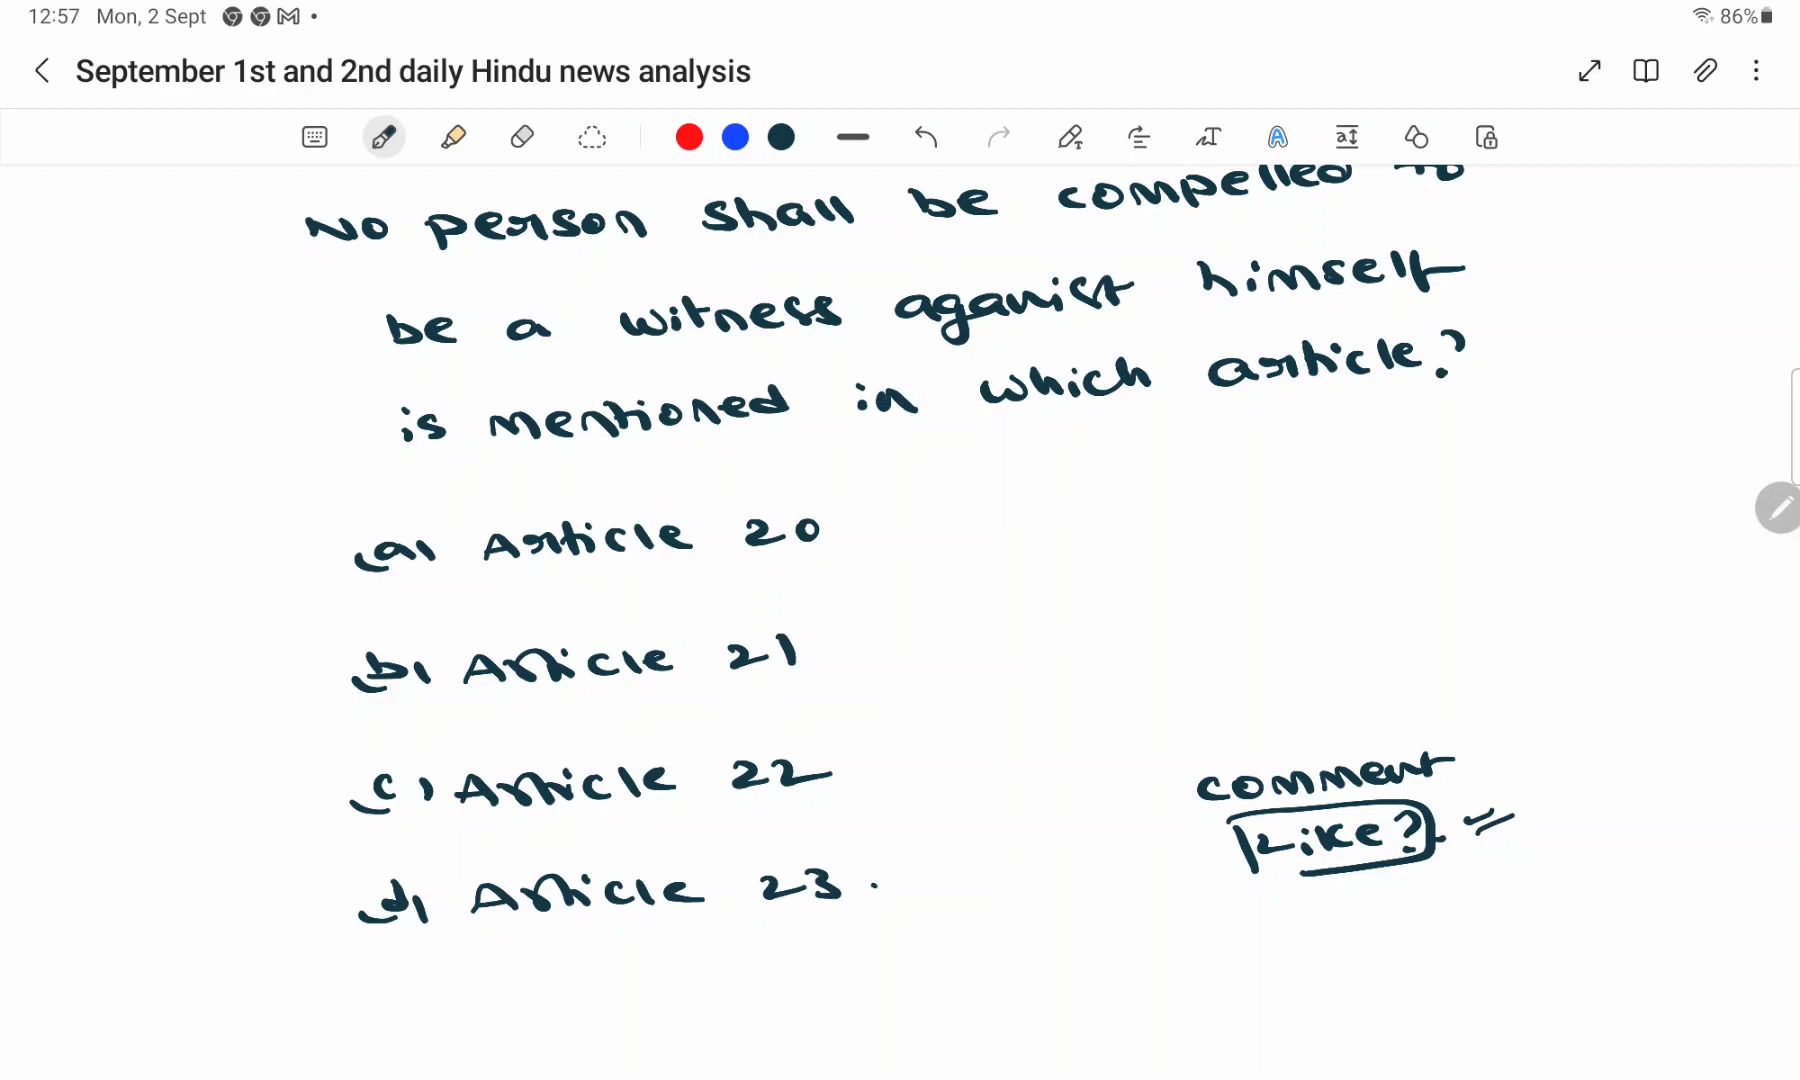 12:57 Mon, 2 Sept
86%
September 1st and 2nd daily Hindu news analysis
No person shall be compelled to
be a witness aganist himself
is mentioned in which article?
a) Article 20
b) Article 21
c) Article 22
d) Article 23.
comment
Like?